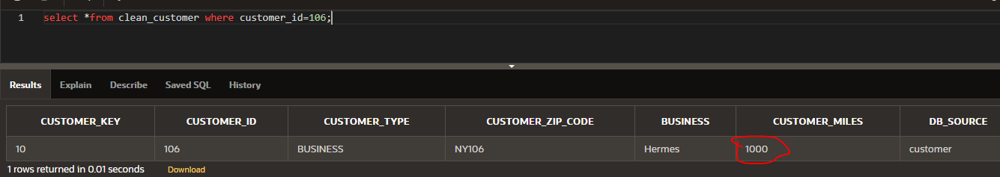 1 select *from clean_customer where customer_id=106;
Results Explain Describe Saved SQL History
CUSTOMER_KEY CUSTOMER_ID CUSTOMER_TYPE CUSTOMER_ZIP_CODE BUSINESS CUSTOMER_MILES DB_SOURCE
10 106 BUSINESS NY106 Hermes 1000 customer
1 rows returned in 0.01 seconds Download